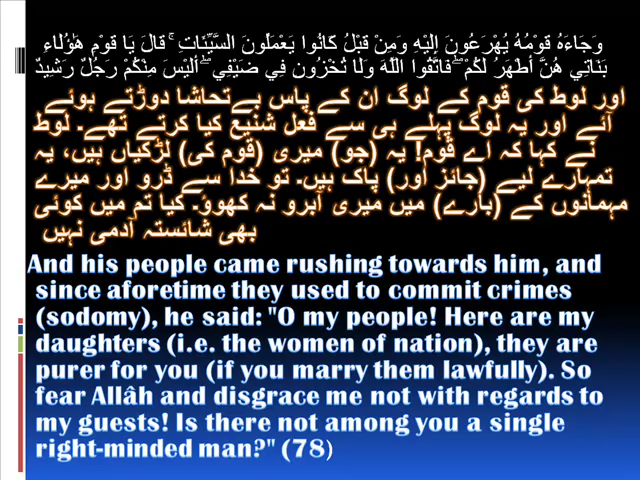 وَجَاءَهُ قَوْمُهُ يُهْرَعُونَ إِلَيْهِ وَمِنْ قَبْلُ كَانُوا يَعْمَلُونَ السَّيِّئَاتِ ۚ قَالَ يَا قَوْمِ هَٰؤُلَاءِ
بَنَاتِي هُنَّ أَطْهَرُ لَكُمْ ۖ فَاتَّقُوا اللَّهَ وَلَا تُخْزُونِ فِي ضَيْفِي ۖ أَلَيْسَ مِنْكُمْ رَجُلٌ رَشِيدٌ
اور لوط کی قوم کے لوگ ان کے پاس بےتحاشا دوڑتے ہوئے
آئے اور یہ لوگ پہلے ہی سے فعل شنیع کیا کرتے تھے۔ لوط
نے کہا کہ اے قوم! یہ (جو) میری (قوم کی) لڑکیاں ہیں، یہ
تمہارے لیے (جائز اور) پاک ہیں۔ تو خدا سے ڈرو اور میرے
مہمانوں کے (بارے) میں میری آبرو نہ کھوؤ۔ کیا تم میں کوئی
بھی شائستہ آدمی نہیں
And his people came rushing towards him, and
since aforetime they used to commit crimes
(sodomy), he said: "O my people! Here are my
daughters (i.e. the women of nation), they are
purer for you (if you marry them lawfully). So
fear Allâh and disgrace me not with regards to
my guests! Is there not among you a single
right-minded man?" (78)